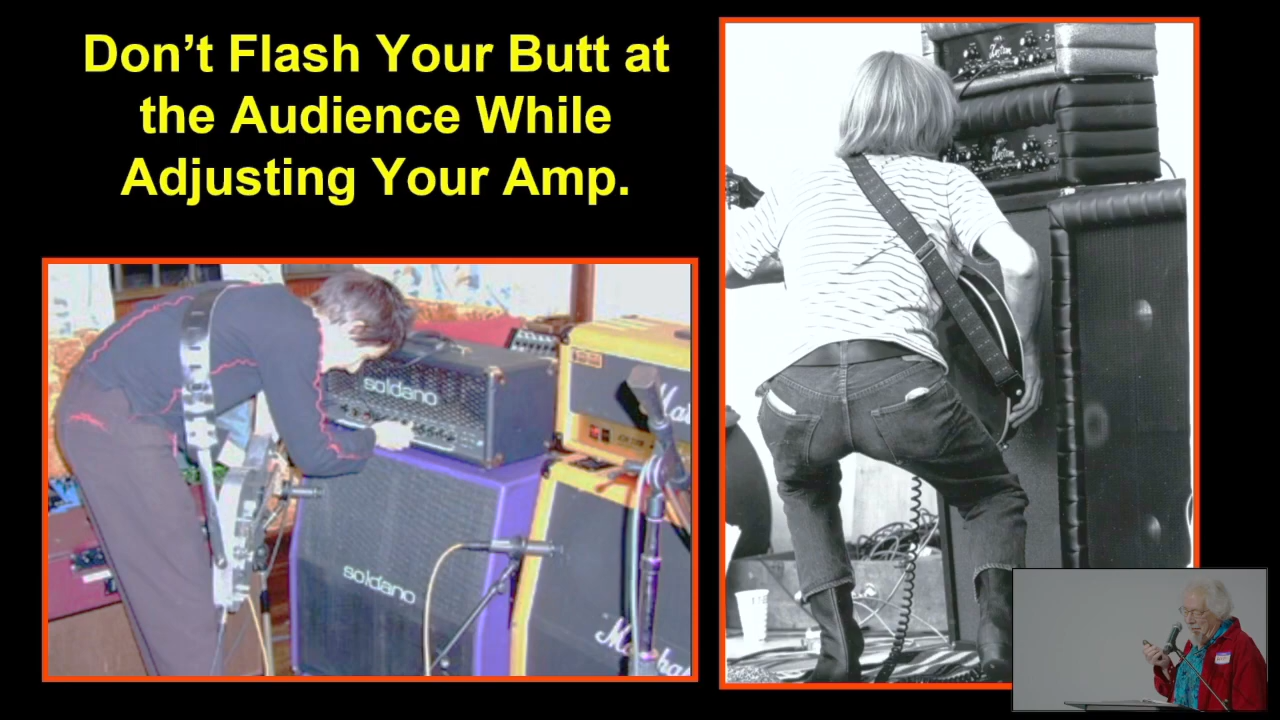 Don’t Flash Your Butt at
the Audience While
Adjusting Your Amp.
soldano
soldano